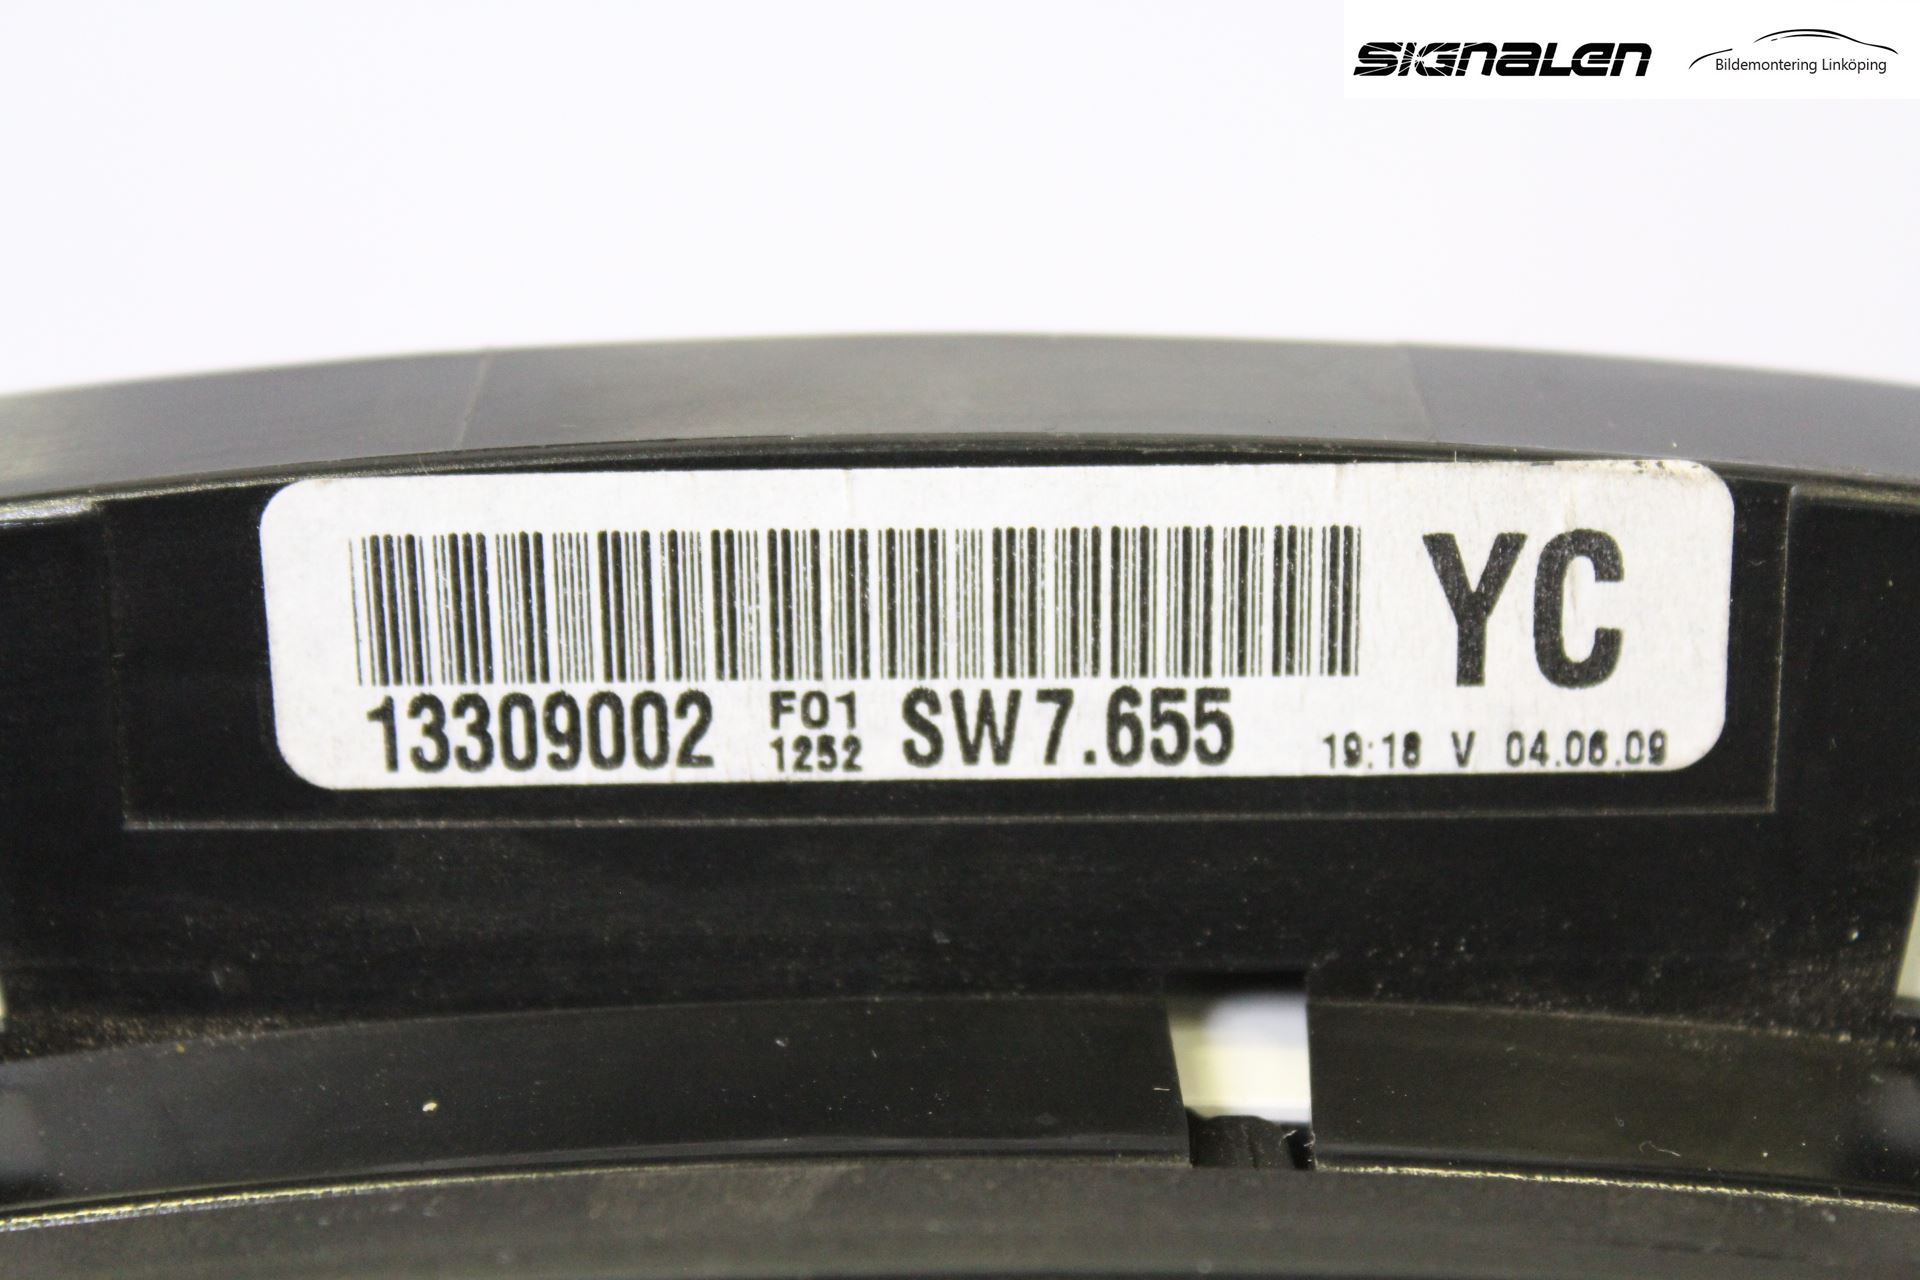 SIGNALEN
Bildemontering Linköping
YC
13309002 F01 1252 SW7.655 19:18 V 04.06.09